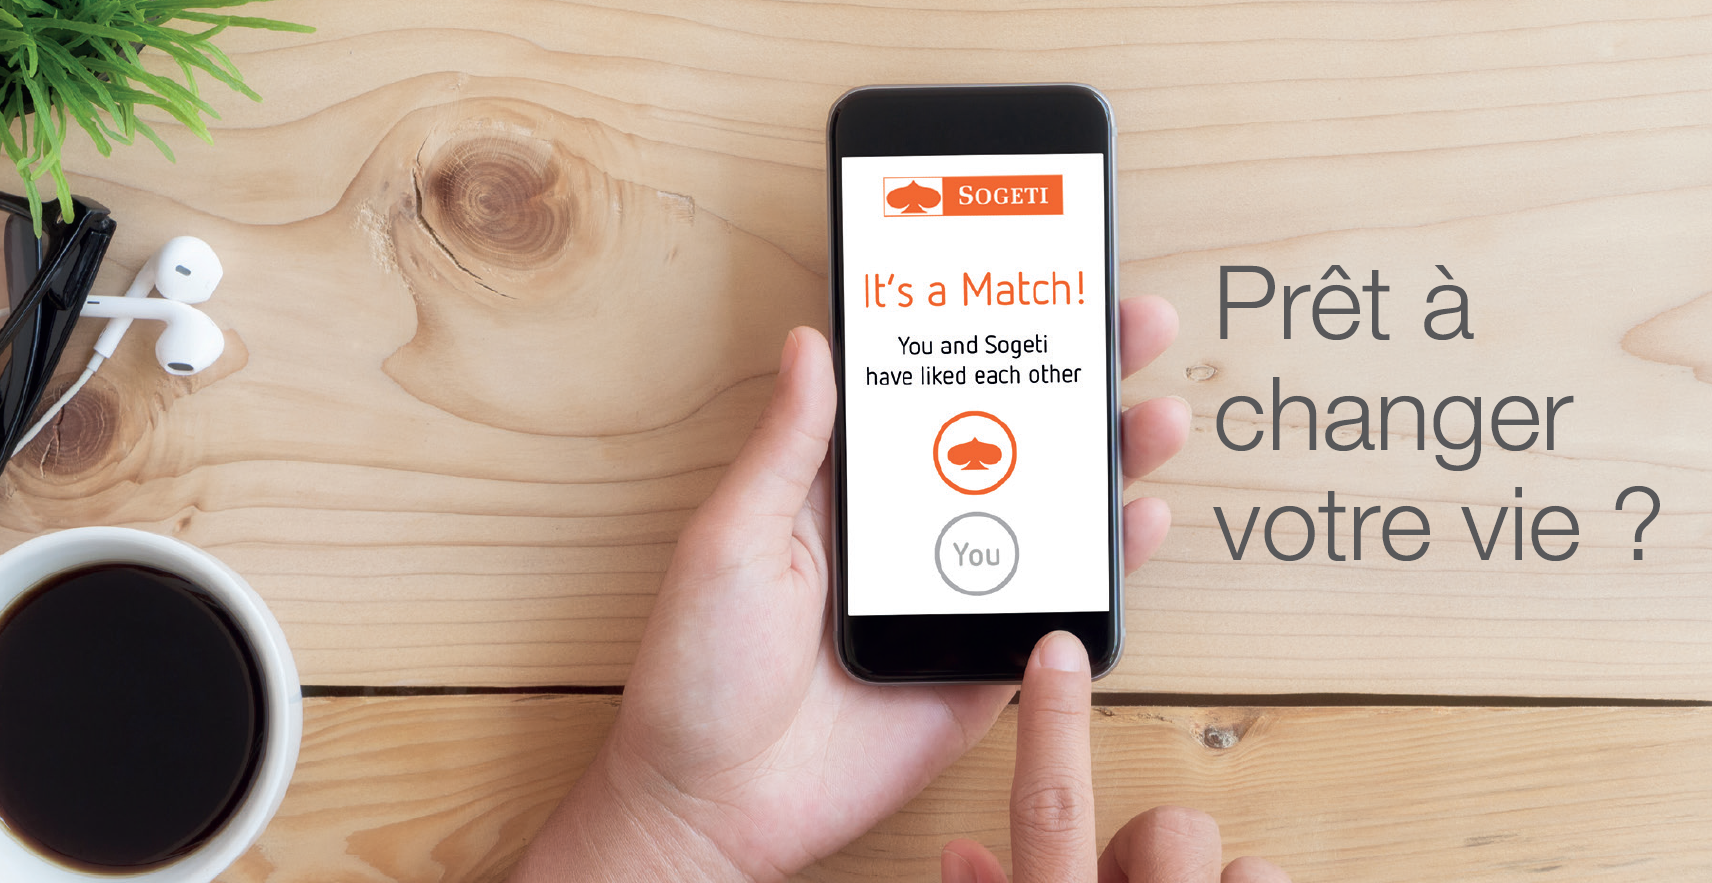 SOGETI
It's a Match!
You and Sogeti
have liked each other
You
Prêt à
changer
votre vie ?